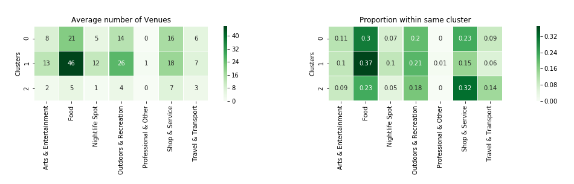 Average number of Venues
Clusters
0
1
2
8 21 5 14 0 16 6
13 46 12 26 1 18 7
2 5 1 4 0 7 3
Arts & Entertainment
Food
Nightlife Spot
Outdoors & Recreation
Professional & Other
Shop & Service
Travel & Transport
40
32
24
16
8
0
Proportion within same cluster
Clusters
0
1
2
0.11 0.3 0.07 0.2 0 0.23 0.09
0.1 0.37 0.1 0.21 0.01 0.15 0.06
0.09 0.23 0.05 0.18 0 0.32 0.14
Arts & Entertainment
Food
Nightlife Spot
Outdoors & Recreation
Professional & Other
Shop & Service
Travel & Transport
0.32
0.24
0.16
0.08
0.00